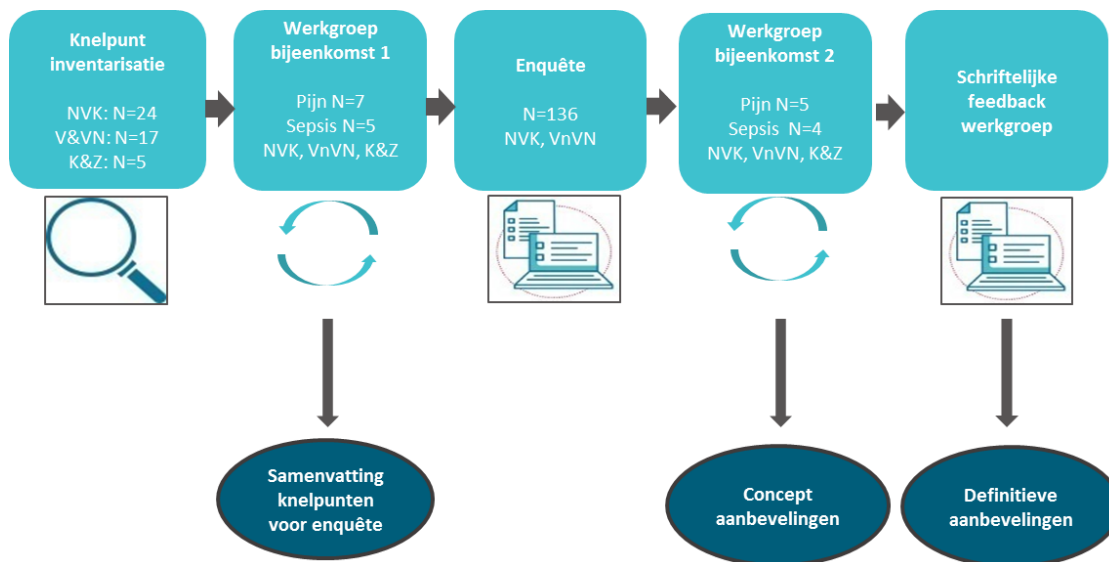 Knelpunt
inventarisatie
NVK: N=24
V&VN: N=17
K&Z: N=5
Werkgroep
bijeenkomst 1
Pijn N=7
Sepsis N=5
NVK, VnVN, K&Z
Enquête
N=136
NVK, VnVN
Werkgroep
bijeenkomst 2
Pijn N=5
Sepsis  N=4
NVK, VnVN, K&Z
Schriftelijke
feedback
werkgroep
Samenvatting
knelpunten
voor enquête
Concept
aanbevelingen
Definitieve
aanbevelingen